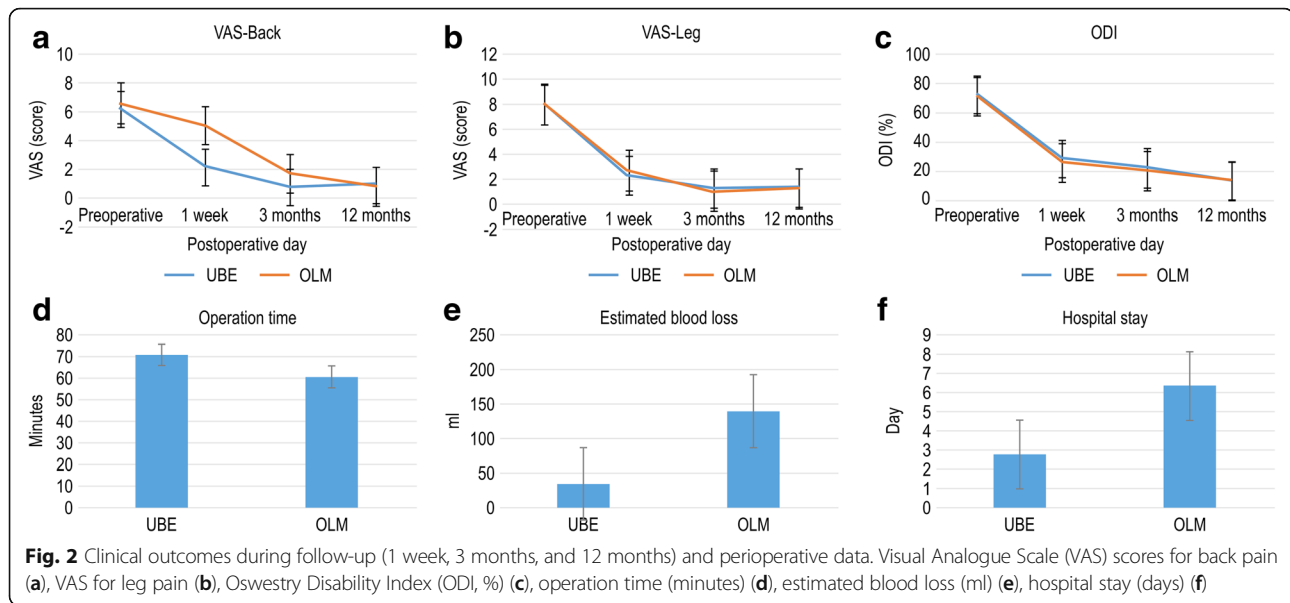 a
VAS-Back
10
8
6
4
2
0
-2
VAS (score)
Preoperative 1 week 3 months 12 months
Postoperative day
UBE OLM
b
VAS-Leg
12
10
8
6
4
2
0
-2
VAS (score)
Preoperative 1 week 3 months 12 months
Postoperative day
UBE OLM
c
ODI
100
80
60
40
20
0
ODI (%)
Preoperative 1 week 3 months 12 months
Postoperative day
UBE OLM
d
Operation time
80
70
60
50
40
30
20
10
0
Minutes
UBE OLM
e
Estimated blood loss
250
200
150
100
50
0
ml
UBE OLM
f
Hospital stay
9
8
7
6
5
4
3
2
1
0
Day
UBE OLM
Fig. 2 Clinical outcomes during follow-up (1 week, 3 months, and 12 months) and perioperative data. Visual Analogue Scale (VAS) scores for back pain
(a), VAS for leg pain (b), Oswestry Disability Index (ODI, %) (c), operation time (minutes) (d), estimated blood loss (ml) (e), hospital stay (days) (f)